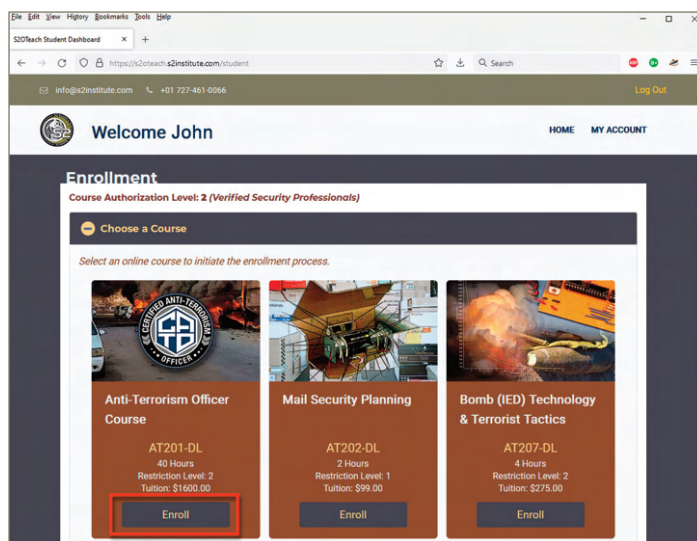 File Edit View History Bookmarks Tools Help
S2OTeach Student Dashboard
https://s2oteach.s2institute.com/student
Search
info@s2institute.com +01 727-461-0066
Log Out
Welcome John
HOME MY ACCOUNT
Enrollment
Course Authorization Level: 2 (Verified Security Professionals)
Choose a Course
Select an online course to initiate the enrollment process.
CERTIFIED ANTI-TERRORISM
OFFICER
CATO
Anti-Terrorism Officer
Course
AT201-DL
40 Hours
Restriction Level: 2
Tuition: $1600.00
Enroll
Mail Security Planning
AT202-DL
2 Hours
Restriction Level: 1
Tuition: $99.00
Enroll
Bomb (IED) Technology
& Terrorist Tactics
AT207-DL
4 Hours
Restriction Level: 2
Tuition: $275.00
Enroll